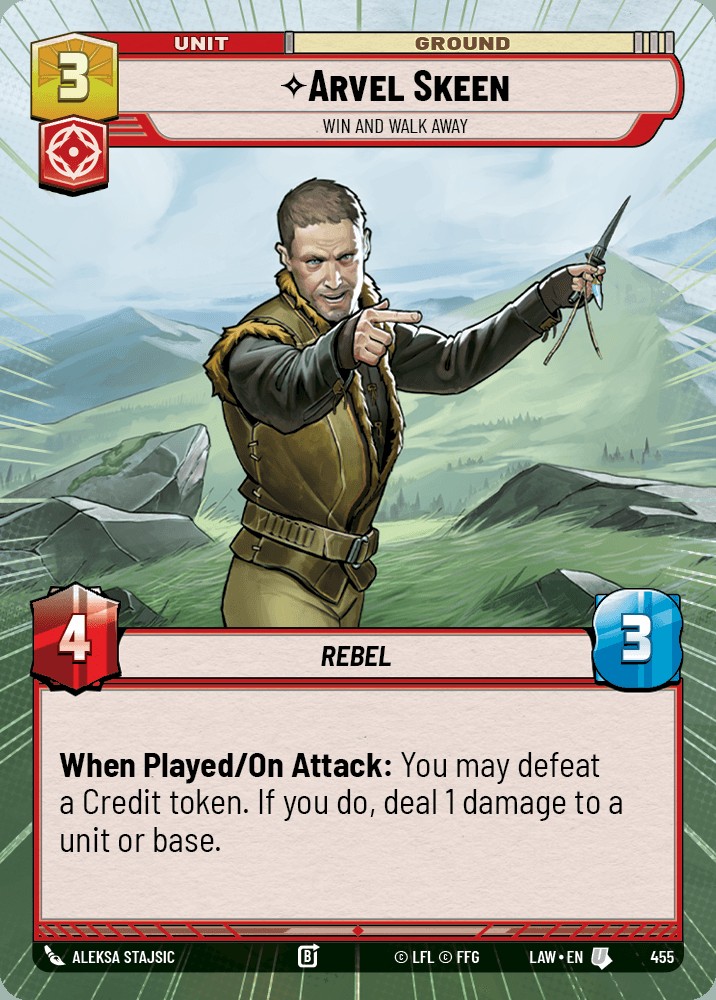 UNIT
GROUND
3
ARVEL SKEEN
WIN AND WALK AWAY
4
REBEL
3
When Played/On Attack: You may defeat
a Credit token. If you do, deal 1 damage to a
unit or base.
ALEKSA STAJSIC
B
© LFL © FFG
LAW • EN
U
455